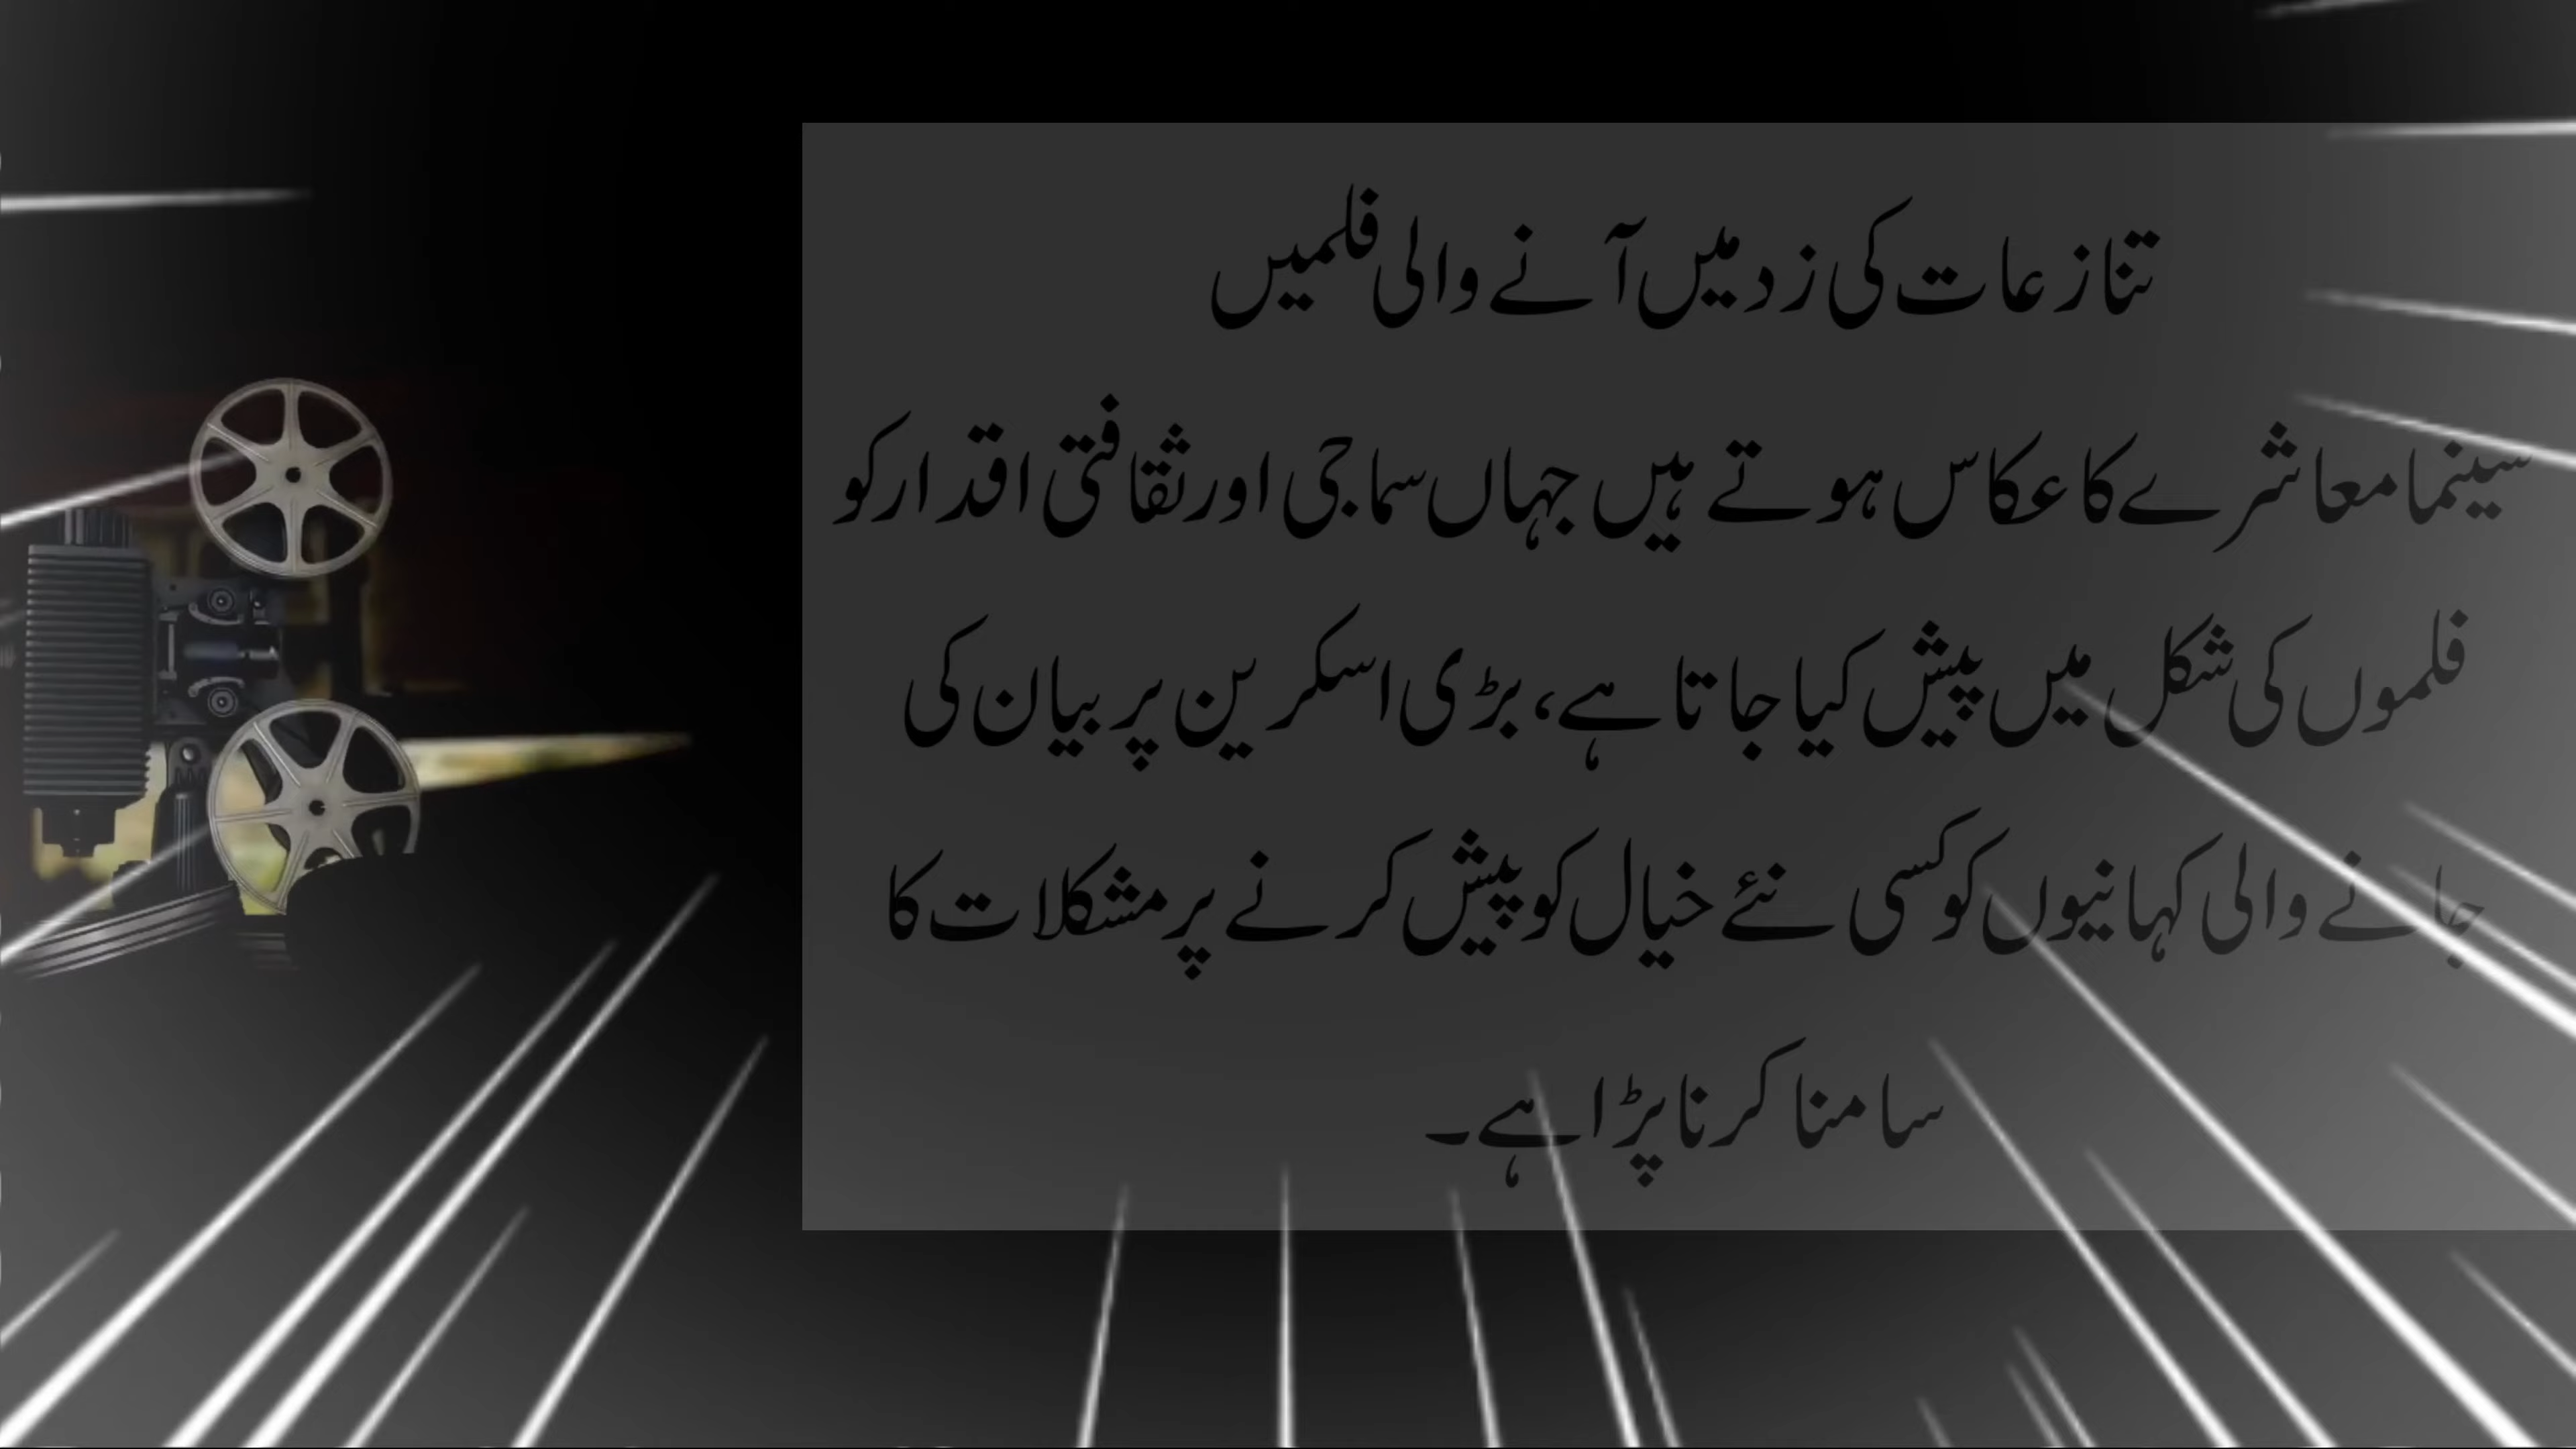 تنازعات کی زد میں آنے والی فلمیں
سینما معاشرے کا عکاس ہوتے ہیں جہاں سماجی اور ثقافتی اقدار کو
فلموں کی شکل میں پیش کیا جاتا ہے، بڑی اسکرین پر بیان کی
جانے والی کہانیوں کو کسی نئے خیال کو پیش کرنے پر مشکلات کا
سامنا کرنا پڑا ہے۔